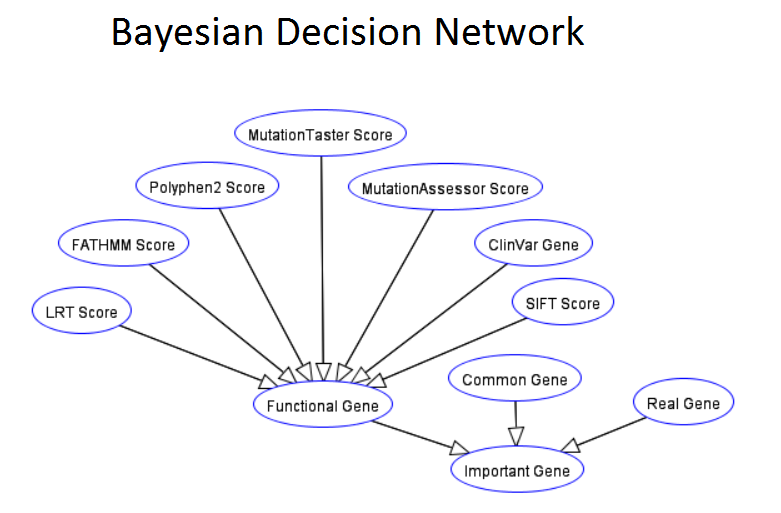 Bayesian Decision Network
MutationTaster Score
Polyphen2 Score
MutationAssessor Score
FATHMM Score
ClinVar Gene
LRT Score
SIFT Score
Common Gene
Functional Gene
Real Gene
Important Gene